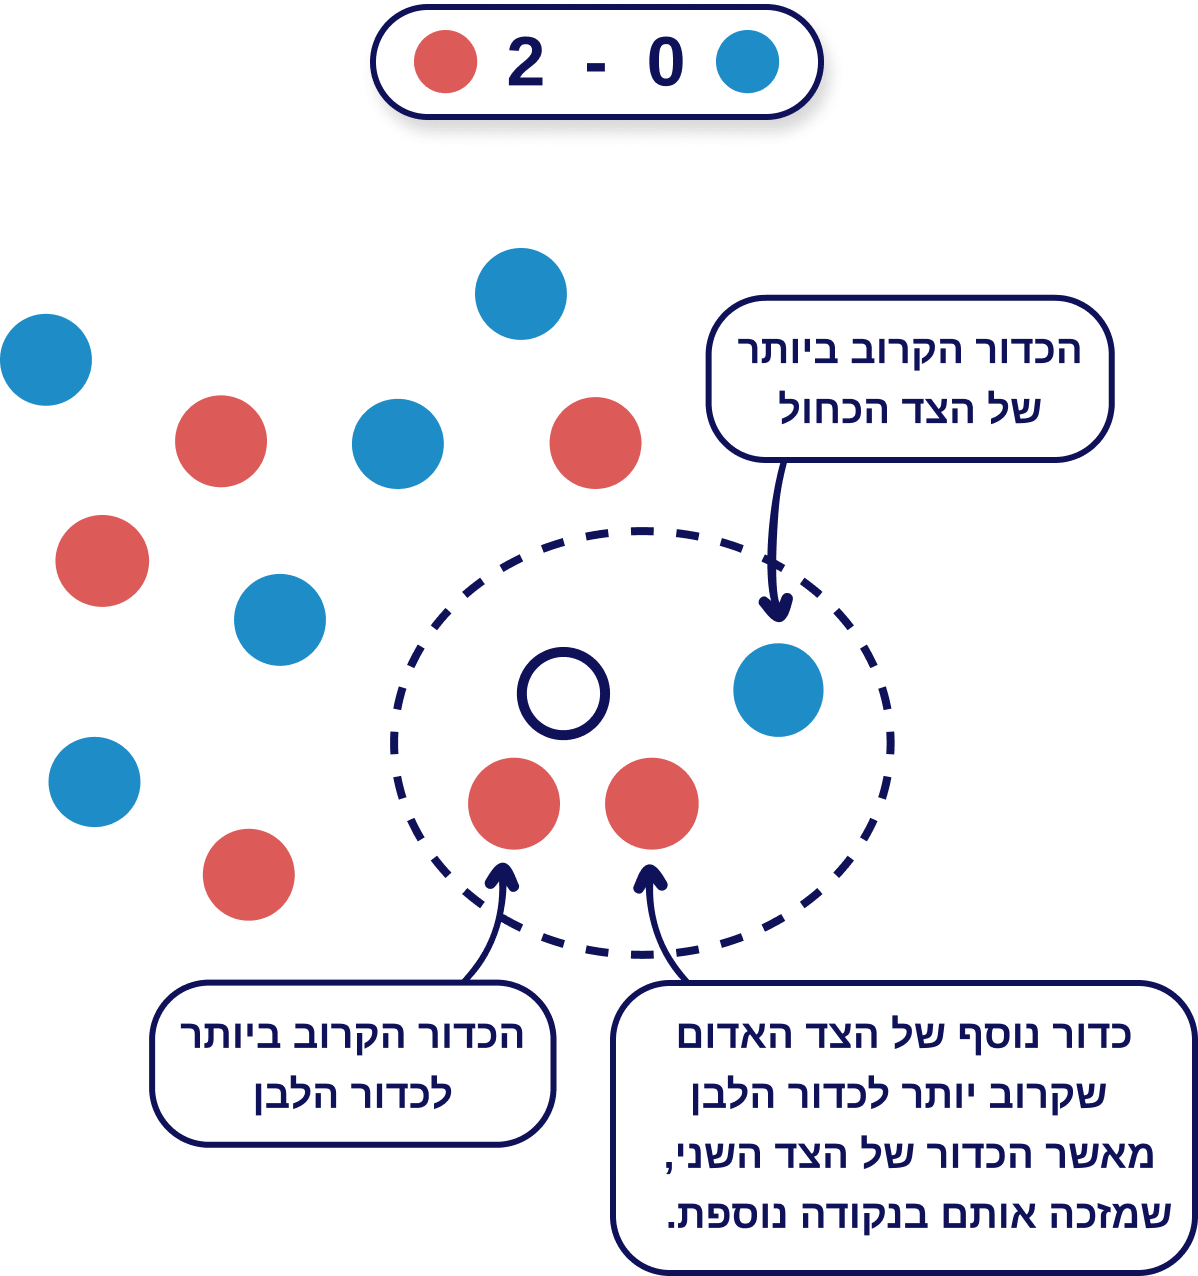 2 - 0
הכדור הקרוב ביותר
של הצד הכחול
הכדור הקרוב ביותר
לכדור הלבן
כדור נוסף של הצד האדום
שקרוב יותר לכדור הלבן
מאשר הכדור של הצד השני,
שמזכה אותם בנקודה נוספת.